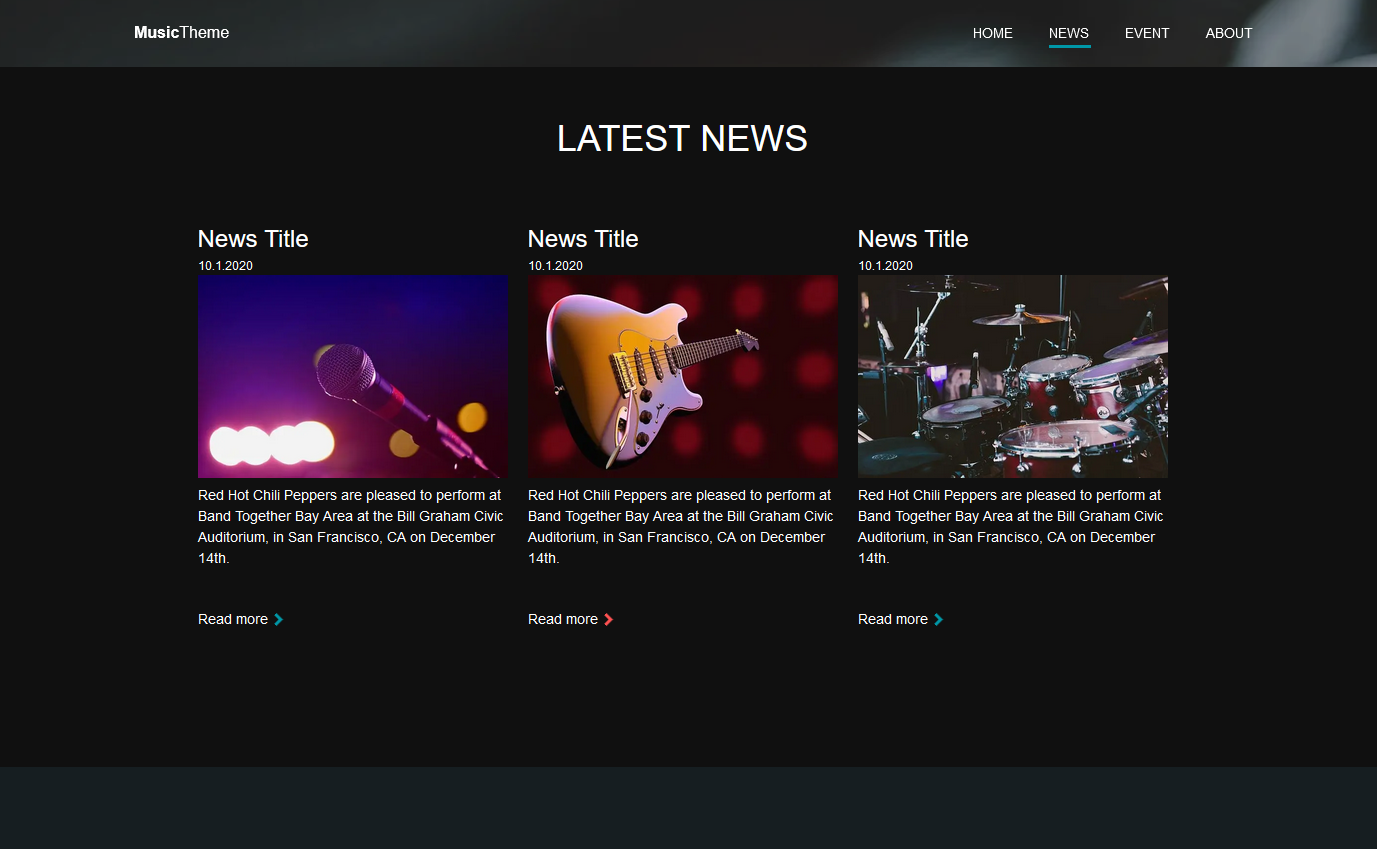 MusicTheme
HOME NEWS EVENT ABOUT
LATEST NEWS
News Title
10.1.2020
Red Hot Chili Peppers are pleased to perform at
Band Together Bay Area at the Bill Graham Civic
Auditorium, in San Francisco, CA on December
14th.
Read more
News Title
10.1.2020
Red Hot Chili Peppers are pleased to perform at
Band Together Bay Area at the Bill Graham Civic
Auditorium, in San Francisco, CA on December
14th.
Read more
News Title
10.1.2020
Red Hot Chili Peppers are pleased to perform at
Band Together Bay Area at the Bill Graham Civic
Auditorium, in San Francisco, CA on December
14th.
Read more